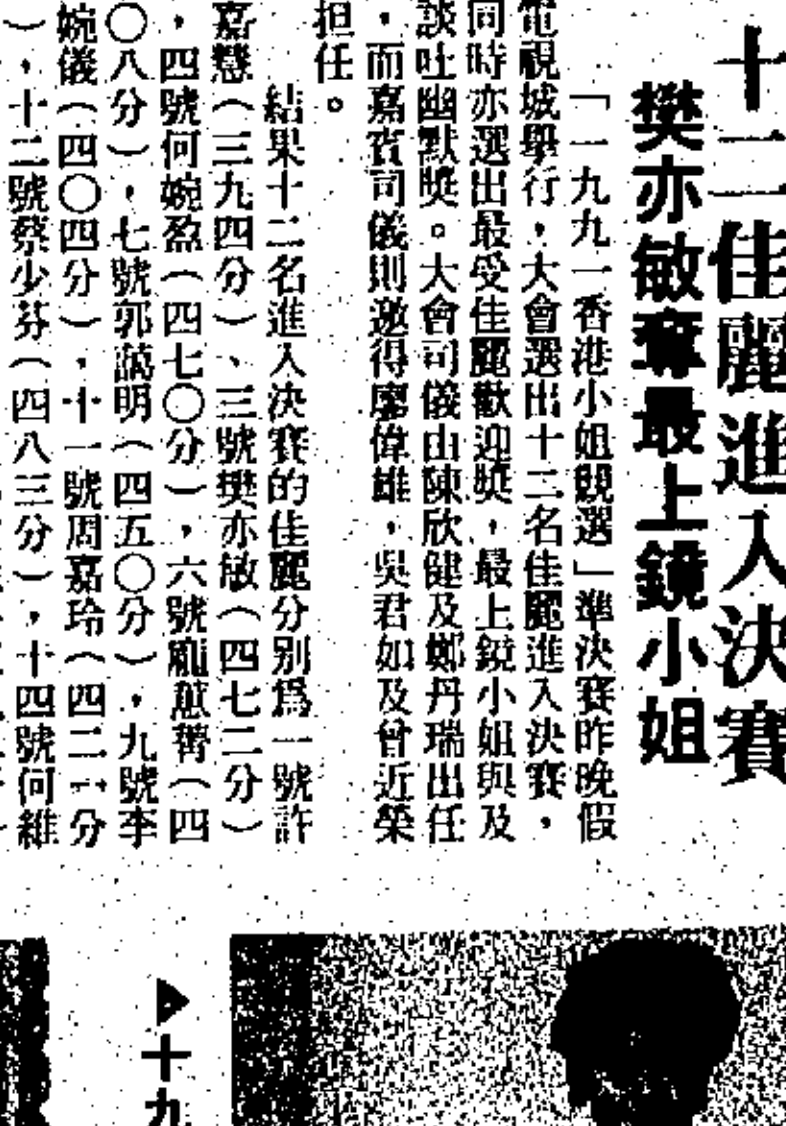 十二佳麗進入決賽
樊亦敏奪最上鏡小姐
「一九九一香港小姐競選」準決賽昨晚假
電視城舉行，大會選出十二名佳麗進入決賽，
同時亦選出最受佳麗歡迎獎，最上鏡小姐與及
談吐幽默獎。大會司儀由陳欣健及鄭丹瑞出任
，而嘉賓司儀則邀得廖偉雄，吳君如及曾近榮
担任。
結果十二名進入決賽的佳麗分別爲一號許
嘉慧（三九四分）、三號樊亦敏（四七二分）
，四號何婉盈（四七〇分），六號龐（四
〇八分），七號郭藹明（四五〇分），九號李
婉儀（四〇四分），十一號周嘉玲（四二一分
），十二號蔡少芬（四八三分），十四號何維
▶十九